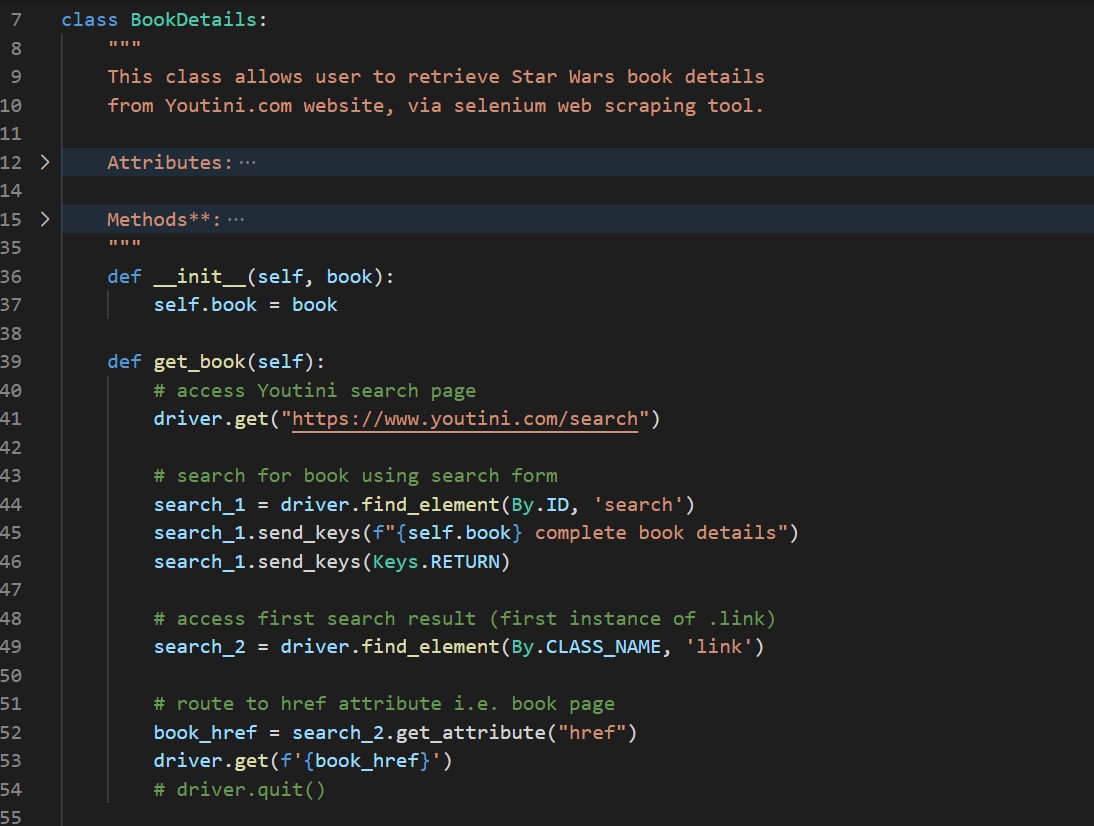 7 class BookDetails:
8 """
9 This class allows user to retrieve Star Wars book details
10 from Youtini.com website, via selenium web scraping tool.
11
12 > Attributes: ···
14
15 > Methods**: ···
35 """
36 def __init__(self, book):
37 self.book = book
38
39 def get_book(self):
40 # access Youtini search page
41 driver.get("https://www.youtini.com/search")
42
43 # search for book using search form
44 search_1 = driver.find_element(By.ID, 'search')
45 search_1.send_keys(f"{self.book} complete book details")
46 search_1.send_keys(Keys.RETURN)
47
48 # access first search result (first instance of .link)
49 search_2 = driver.find_element(By.CLASS_NAME, 'link')
50
51 # route to href attribute i.e. book page
52 book_href = search_2.get_attribute("href")
53 driver.get(f'{book_href}')
54 # driver.quit()
55